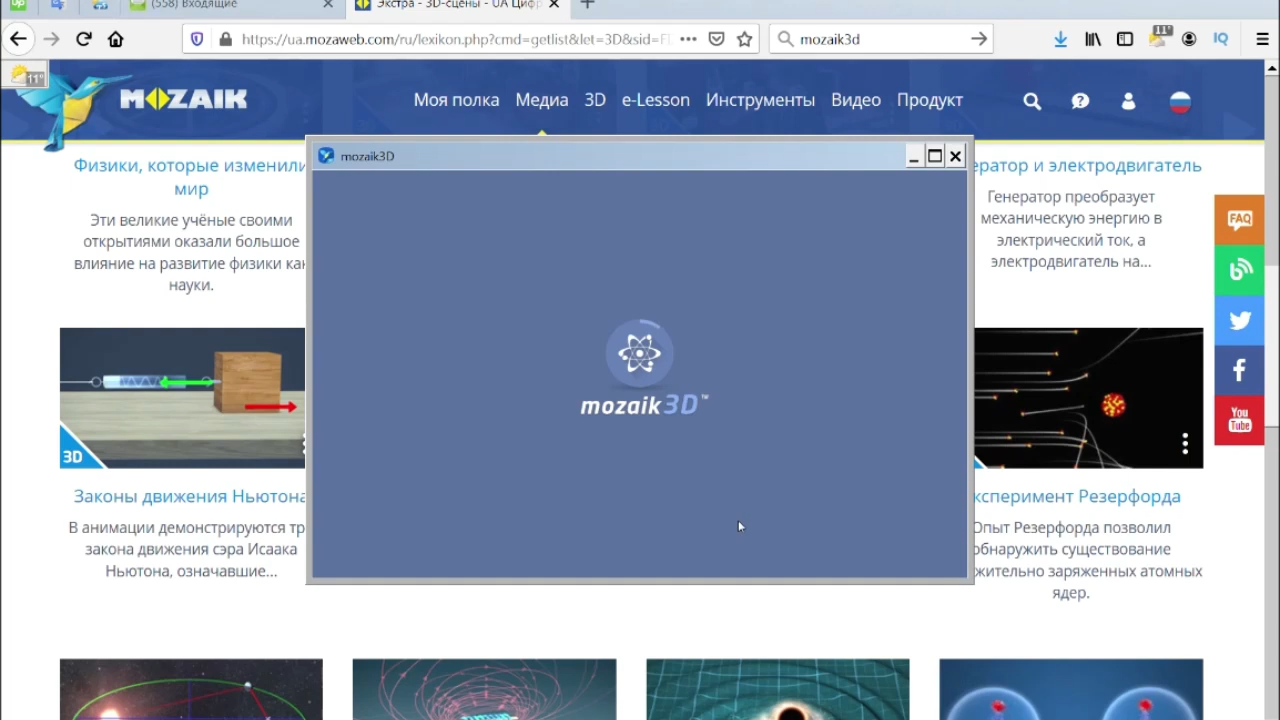 (558) Входящие
Экстра - 3D-сцены - UA Цифр
https://ua.mozaweb.com/ru/lexikon.php?cmd=getlist&let=3D&sid=F
mozaik3d
11°
IQ
11°
MOZAIK
Моя полка
Медиа
3D
e-Lesson
Инструменты
Видео
Продукт
mozaik3D
Физики, которые изменили
мир
Эти великие учёные своими
открытиями оказали большое
влияние на развитие физики как
науки.
ератор и электродвигатель
Генератор преобразует
механическую энергию в
электрический ток, а
электродвигатель на...
FAQ
You
Tube
mozaik3D™
3D
Законы движения Ньютона
В анимации демонстрируются тр
закона движения сэра Исаака
Ньютона, означавшие...
ксперимент Резерфорда
Опыт Резерфорда позволил
обнаружить существование
жительно заряженных атомных
ядер.